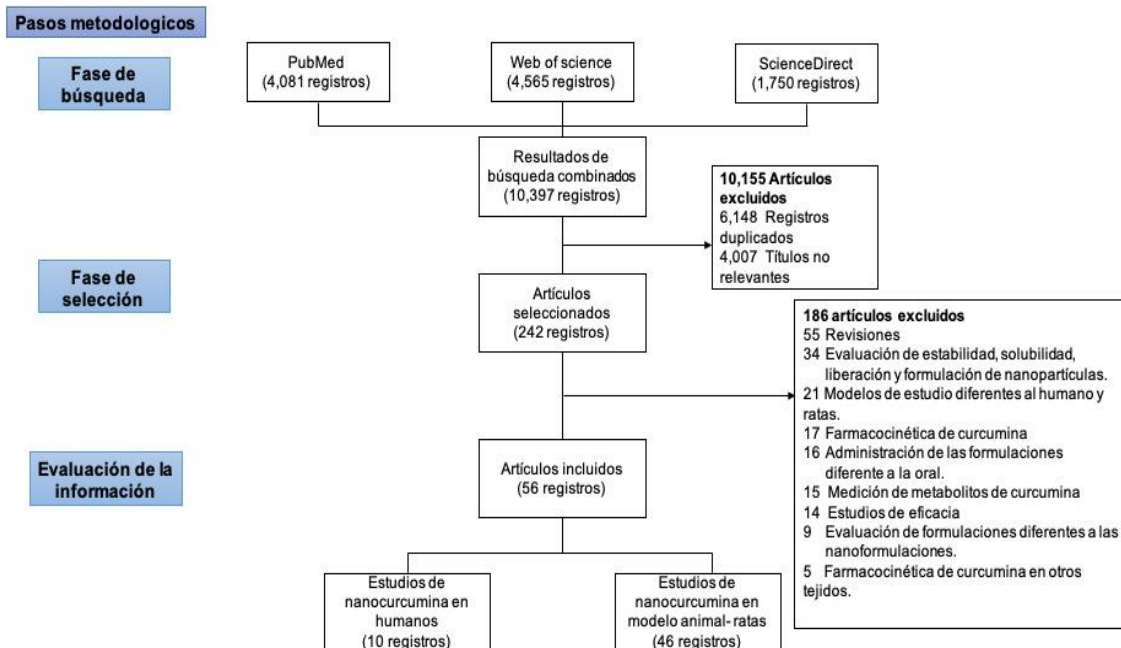 Pasos metodologicos
Fase de
búsqueda
PubMed
(4,081 registros)
Web of science
(4,565 registros)
ScienceDirect
(1,750 registros)
Resultados de
búsqueda combinados
(10,397 registros)
10,155 Artículos
excluidos
6,148 Registros
duplicados
4,007 Títulos no
relevantes
Fase de
selección
Artículos
seleccionados
(242 registros)
186 artículos excluidos
55 Revisiones
34 Evaluación de estabilidad, solubilidad,
liberación y formulación de nanopartículas.
21 Modelos de estudio diferentes al humano y
ratas.
17 Farmacocinética de curcumina
16 Administración de las formulaciones
diferente a la oral.
15 Medición de metabolitos de curcumina
14 Estudios de eficacia
9 Evaluación de formulaciones diferentes a las
nanoformulaciones.
5 Farmacocinética de curcumina en otros
tejidos.
Evaluación de la
información
Artículos incluidos
(56 registros)
Estudios de
nanocurcumina en
humanos
(10 registros)
Estudios de
nanocurcumina en
modelo animal- ratas
(46 registros)